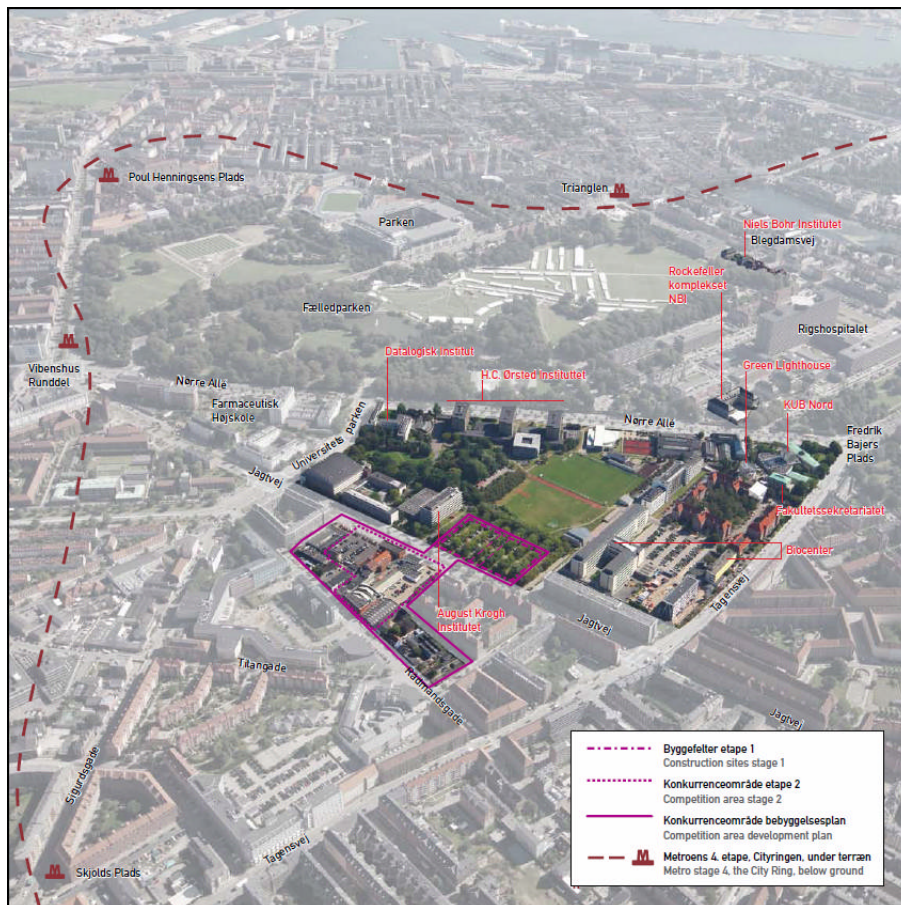 Poul Henningsens Plads
Trianglen
Parken
Niels Bohr Institutet
Blegdamsvej
Rockefeller
komplekset
NBI
Fælledparken
Rigshospitalet
Vibenshus
Runddel
Datalogisk Institut
H.C. Ørsted Instituttet
Green Lighthouse
Nørre Allé
Farmaceutisk
Højskole
Universitets parken
Nørre Allé
KUB Nord
Fredrik
Bajers
Plads
Jagtvej
Fakultetssekretariatet
Biocenter
Tagensvej
August Krogh
Institutet
Jagtvej
Titangade
Rådmandsgade
Jagtvej
Sigurdsgade
Tagensvej
Skjolds Plads
Byggefelter etape 1
Construction sites stage 1
Konkurrenceområde etape 2
Competition area stage 2
Konkurrenceområde bebyggelsesplan
Competition area development plan
M Metroens 4. etape, Cityringen, under terræn
Metro stage 4, the City Ring, below ground